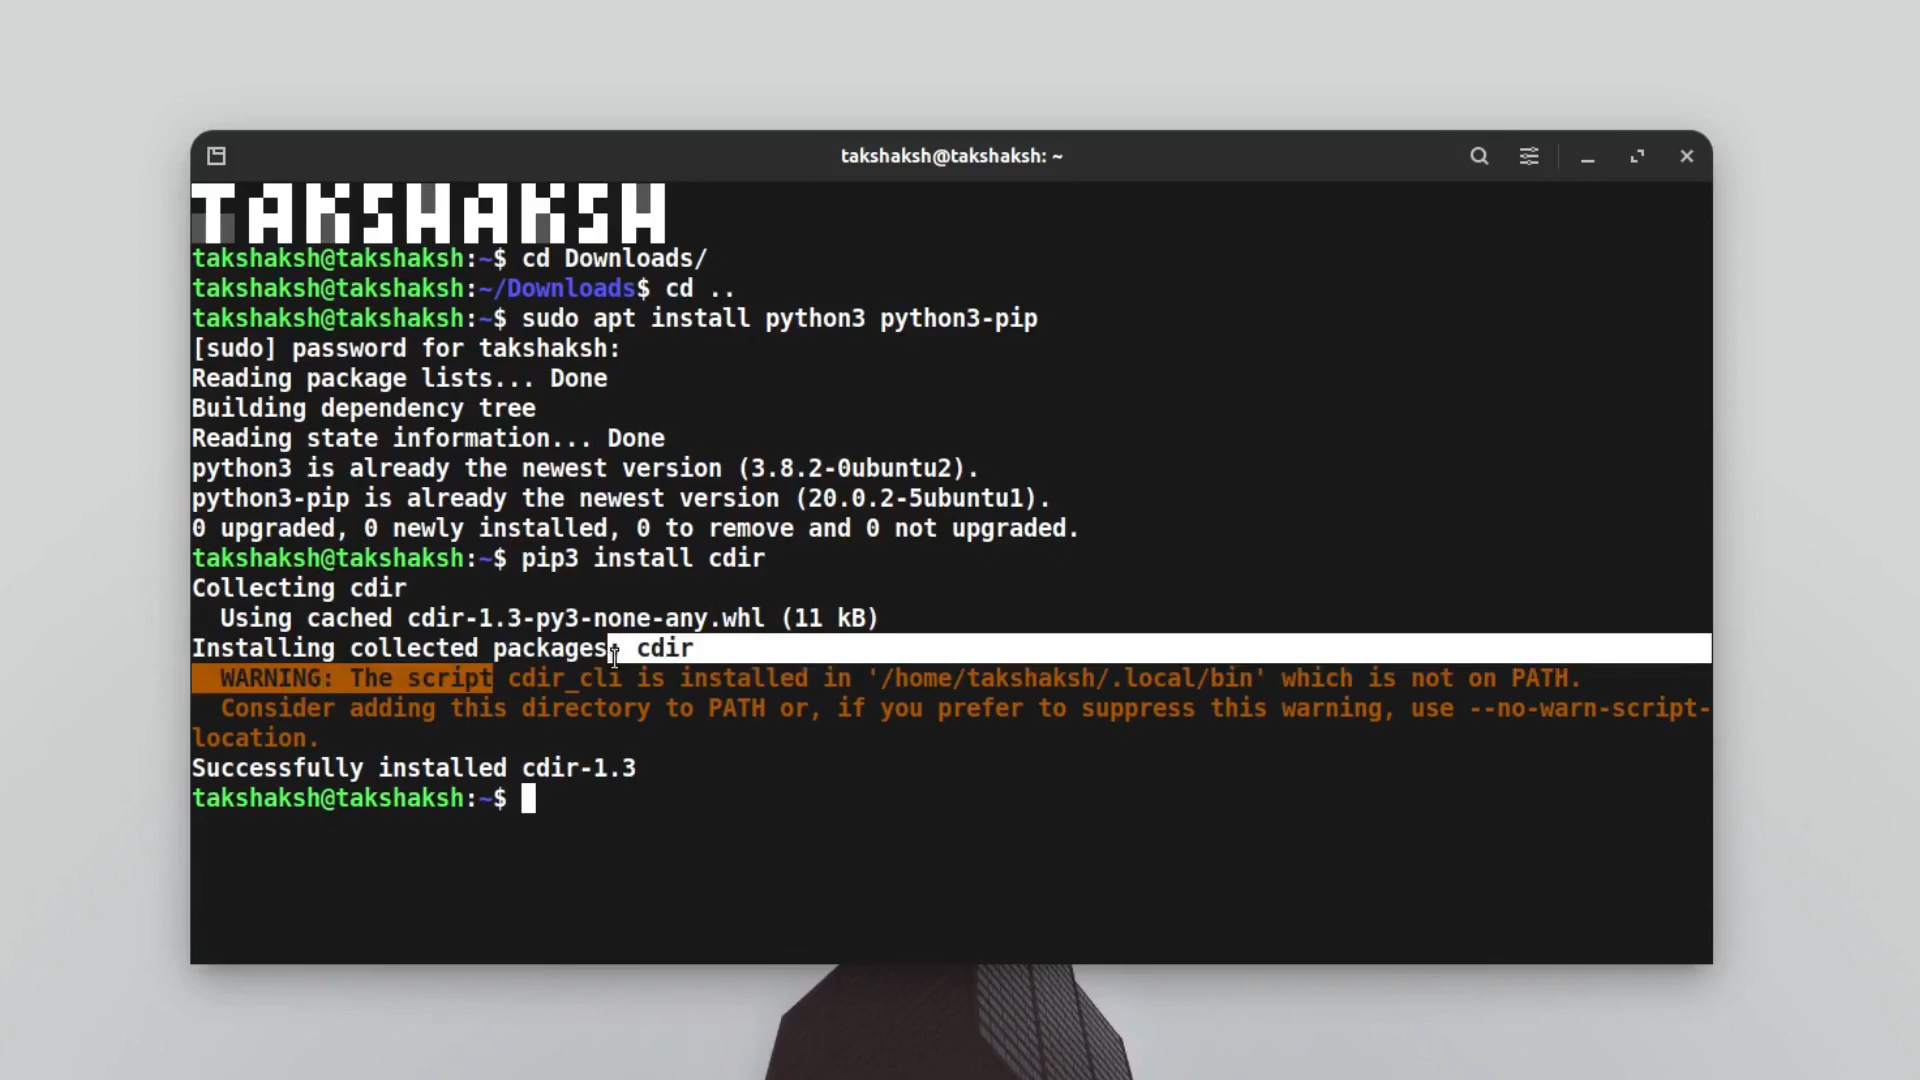 takshaksh@takshaksh: ~
TAKSHAKSH
takshaksh@takshaksh:~$ cd Downloads/
takshaksh@takshaksh:~/Downloads$ cd ..
takshaksh@takshaksh:~$ sudo apt install python3 python3-pip
[sudo] password for takshaksh:
Reading package lists... Done
Building dependency tree
Reading state information... Done
python3 is already the newest version (3.8.2-0ubuntu2).
python3-pip is already the newest version (20.0.2-5ubuntu1).
0 upgraded, 0 newly installed, 0 to remove and 0 not upgraded.
takshaksh@takshaksh:~$ pip3 install cdir
Collecting cdir
  Using cached cdir-1.3-py3-none-any.whl (11 kB)
Installing collected packages: cdir
  WARNING: The script cdir_cli is installed in '/home/takshaksh/.local/bin' which is not on PATH.
  Consider adding this directory to PATH or, if you prefer to suppress this warning, use --no-warn-script-
location.
Successfully installed cdir-1.3
takshaksh@takshaksh:~$